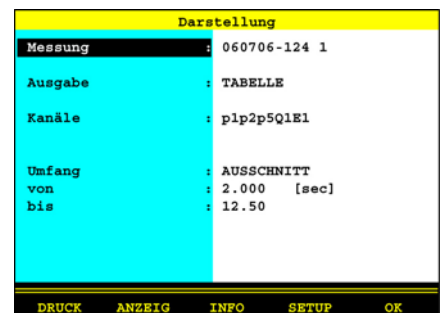 Darstellung
Messung : 060706-124 1
Ausgabe : TABELLE
Kanäle : p1p2p5Q1E1
Umfang : AUSSCHNITT
von : 2.000 [sec]
bis : 12.50
DRUCK ANZEIG INFO SETUP OK